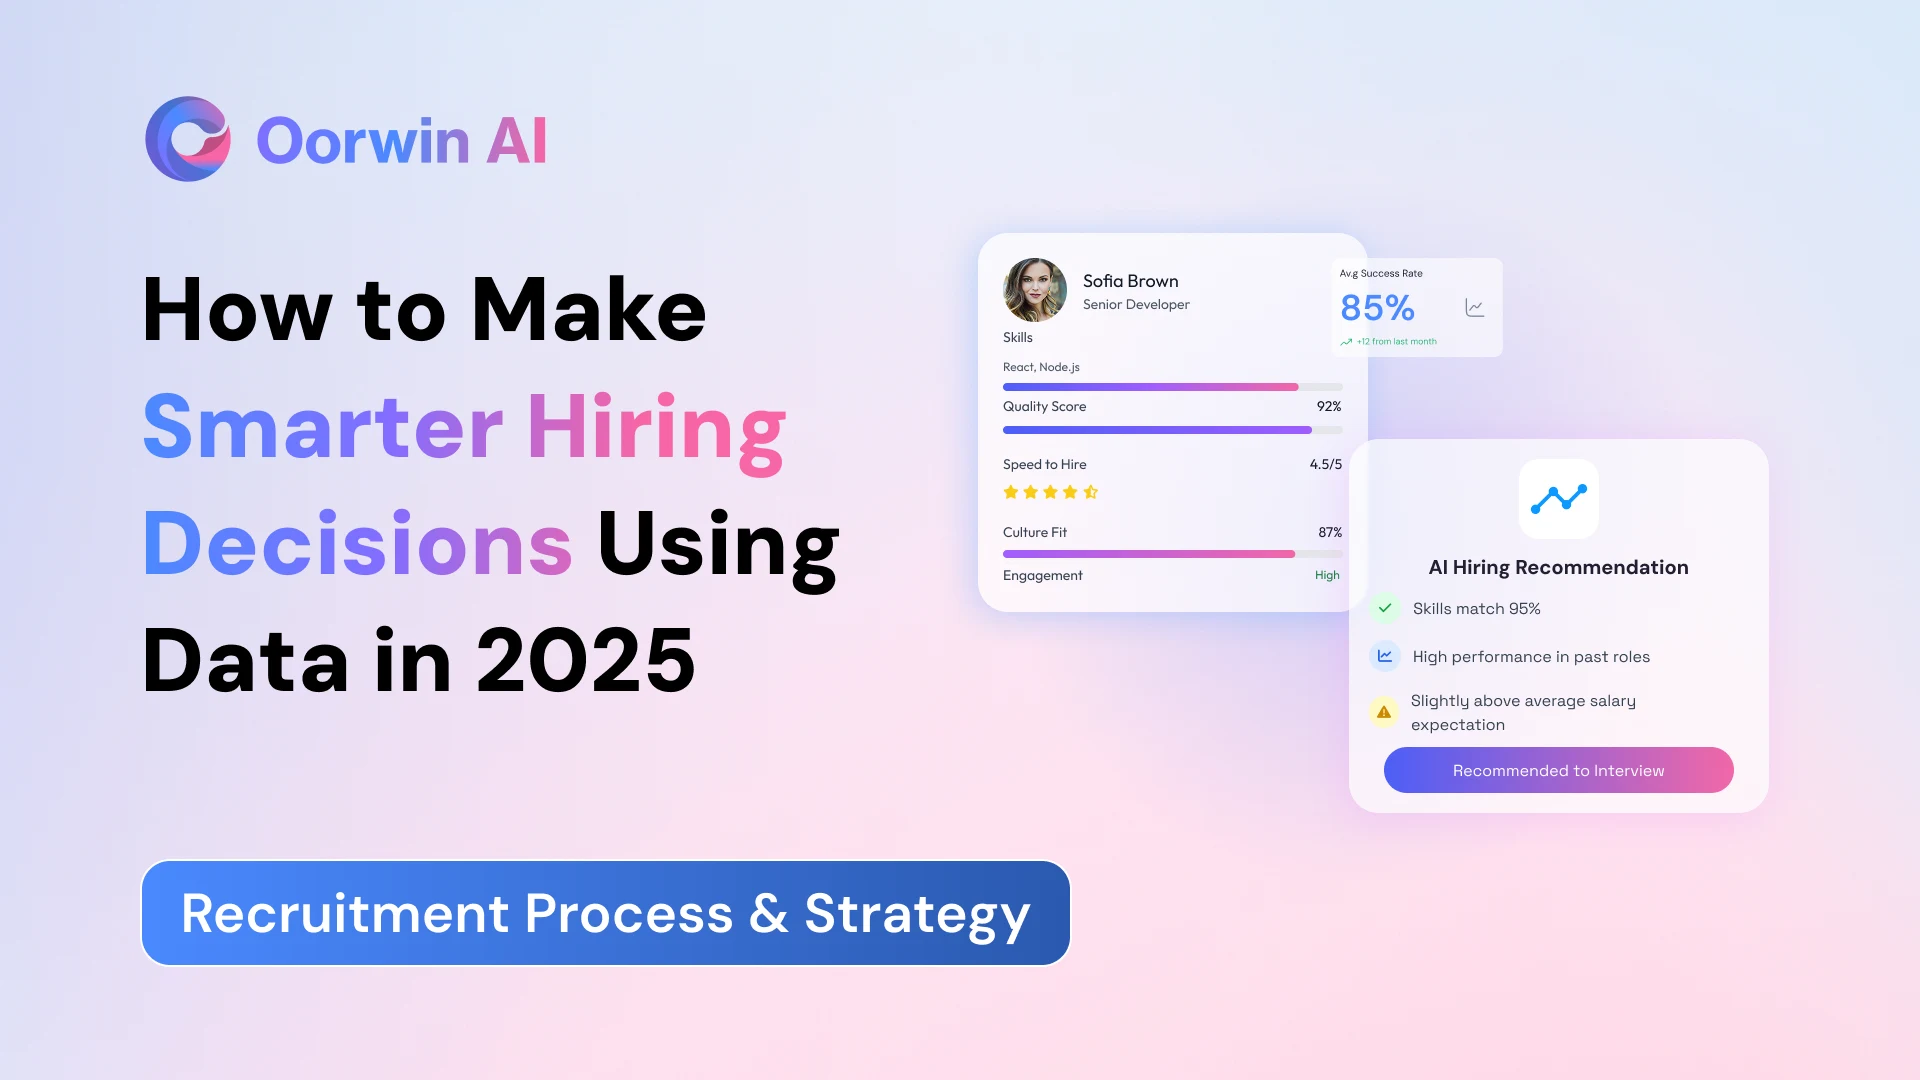 Oorwin AI
How to Make
Smarter Hiring
Decisions Using
Data in 2025
Recruitment Process & Strategy
Sofia Brown
Senior Developer
Skills
React, Node.js
Quality Score 92%
Speed to Hire 4.5/5
Culture Fit 87%
Engagement High
Av.g Success Rate
85%
+12 from last month
AI Hiring Recommendation
Skills match 95%
High performance in past roles
Slightly above average salary
expectation
Recommended to Interview